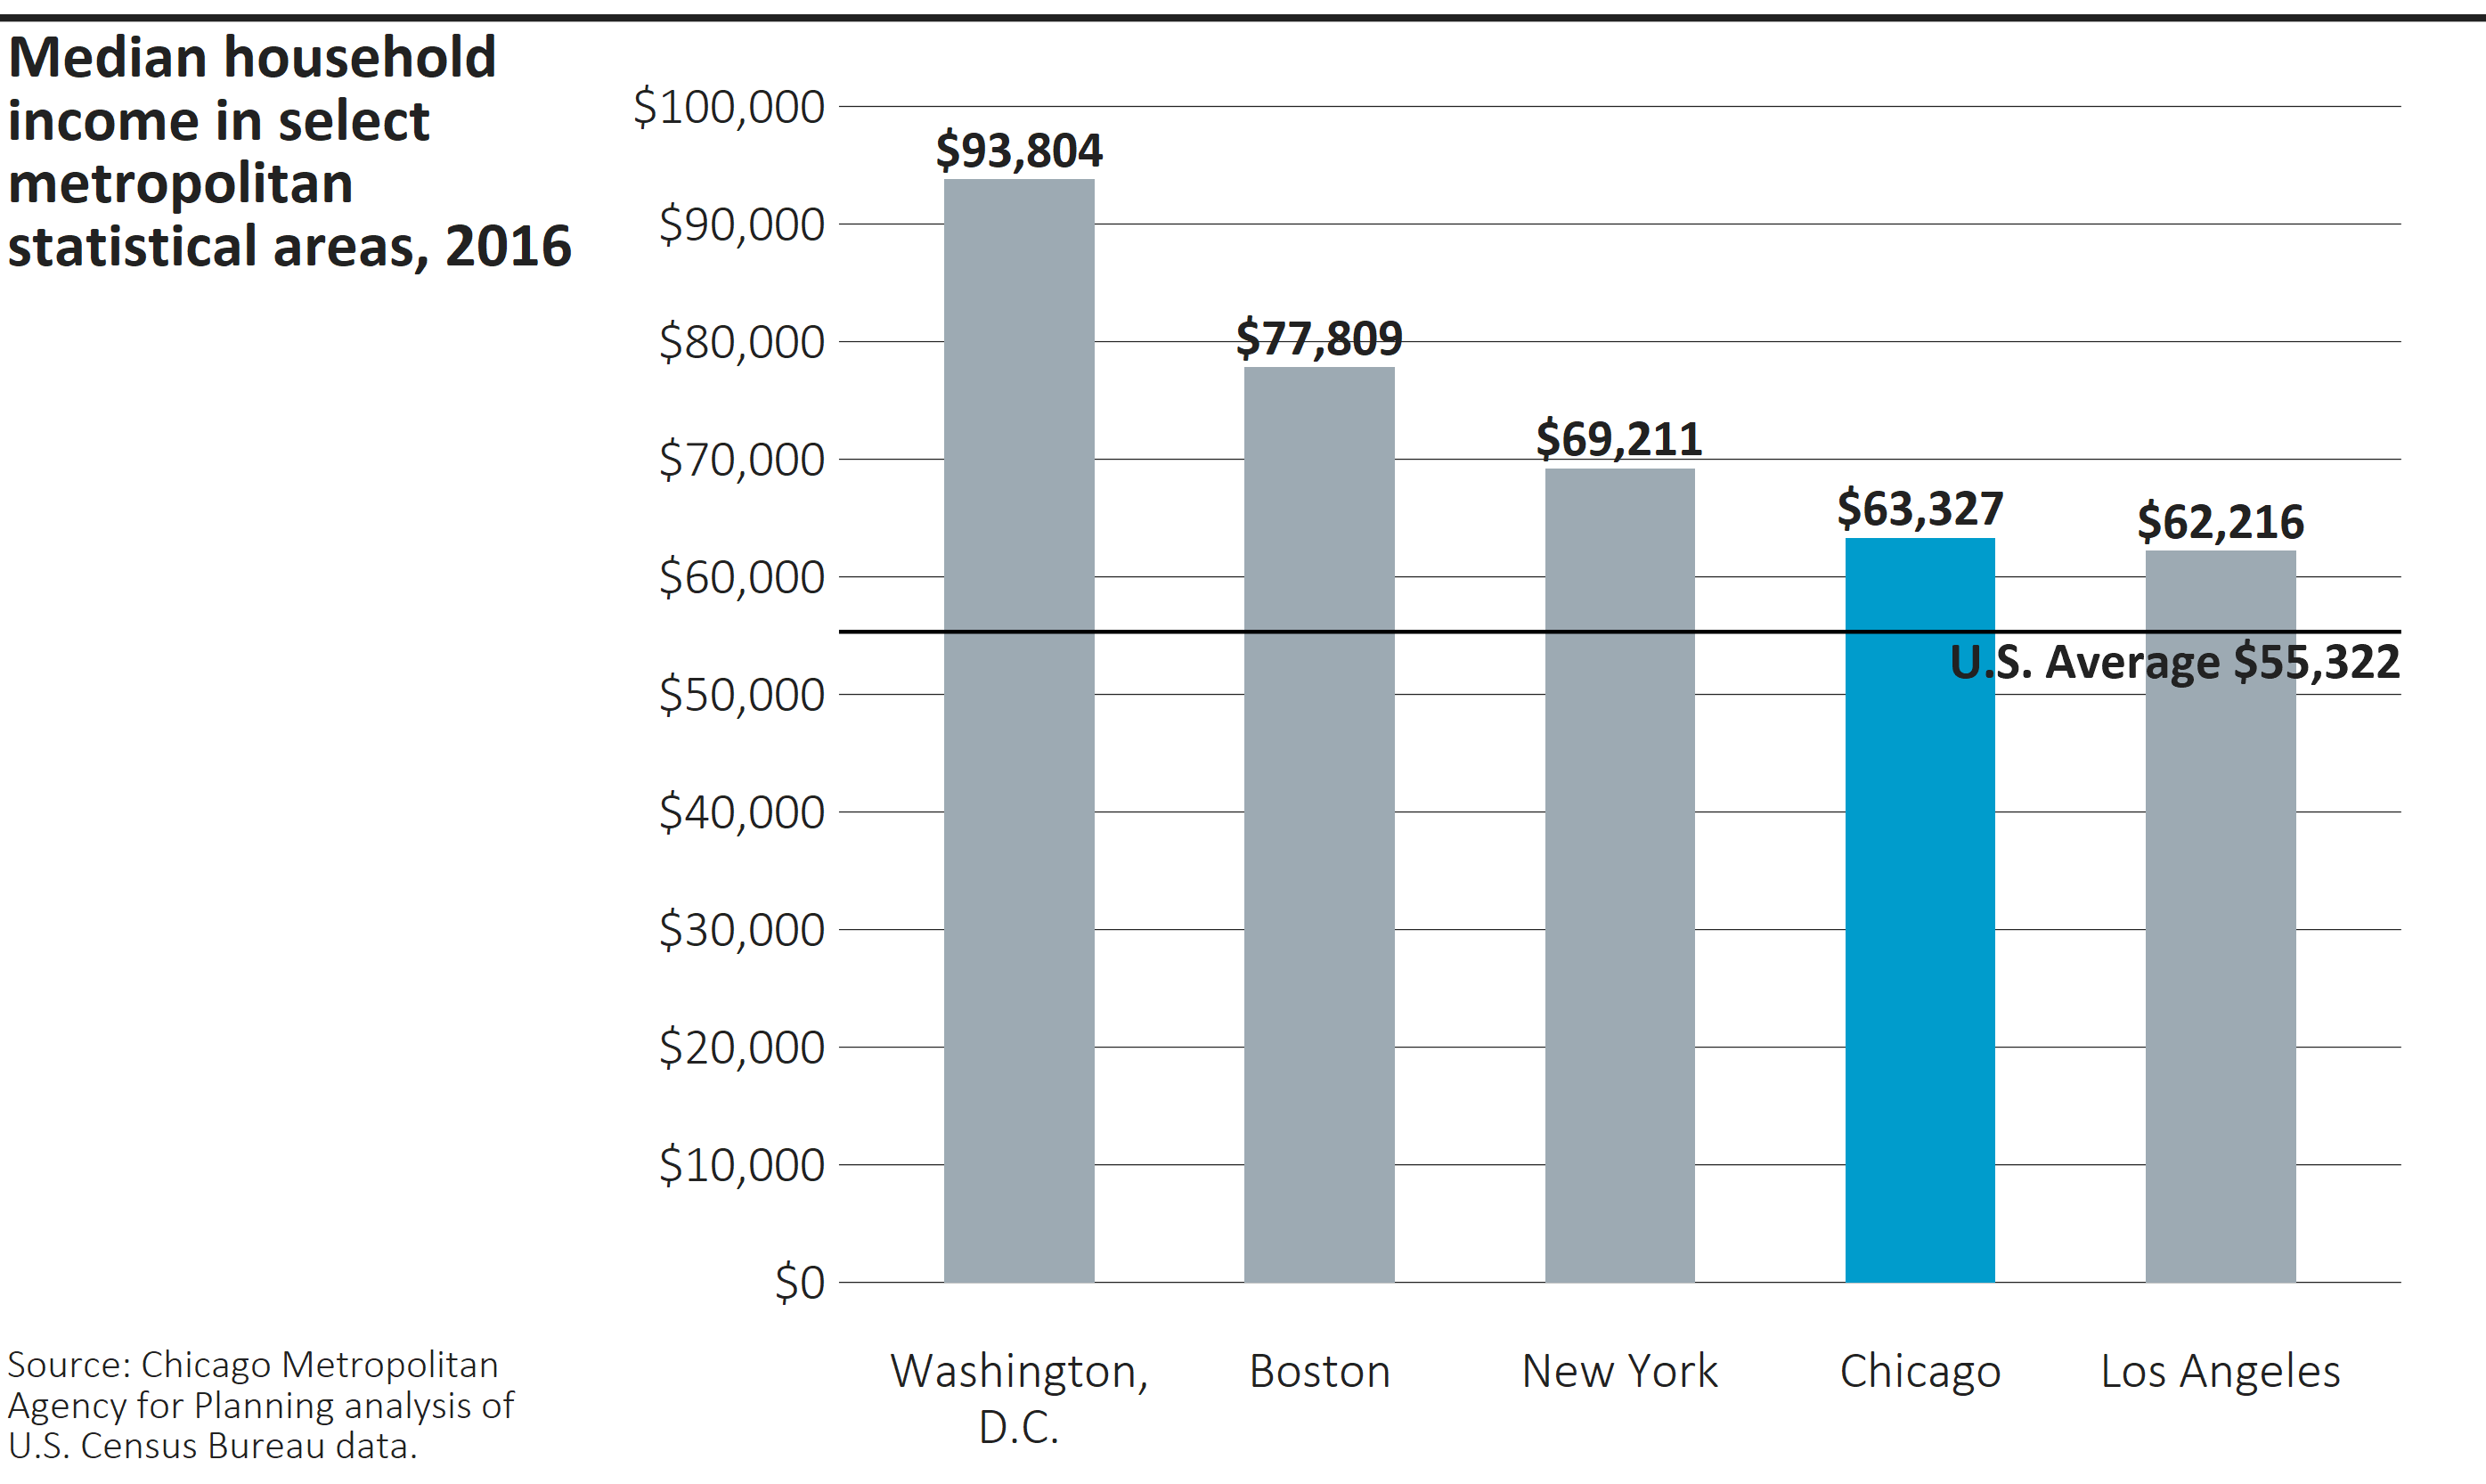 Median household
income in select
metropolitan
statistical areas, 2016
$100,000
$90,000
$80,000
$70,000
$60,000
$50,000
$40,000
$30,000
$20,000
$10,000
$0
$93,804
$77,809
$69,211
$63,327
$62,216
U.S. Average $55,322
Washington,
D.C.
Boston
New York
Chicago
Los Angeles
Source: Chicago Metropolitan
Agency for Planning analysis of
U.S. Census Bureau data.